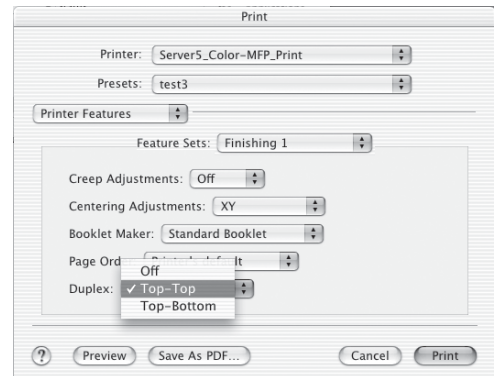 Print
Printer: Server5_Color-MFP_Print
Presets: test3
Printer Features
Feature Sets: Finishing 1
Creep Adjustments: Off
Centering Adjustments: XY
Booklet Maker: Standard Booklet
Page Ord
Off
Duplex: ✓ Top-Top
Top-Bottom
? Preview Save As PDF... Cancel Print